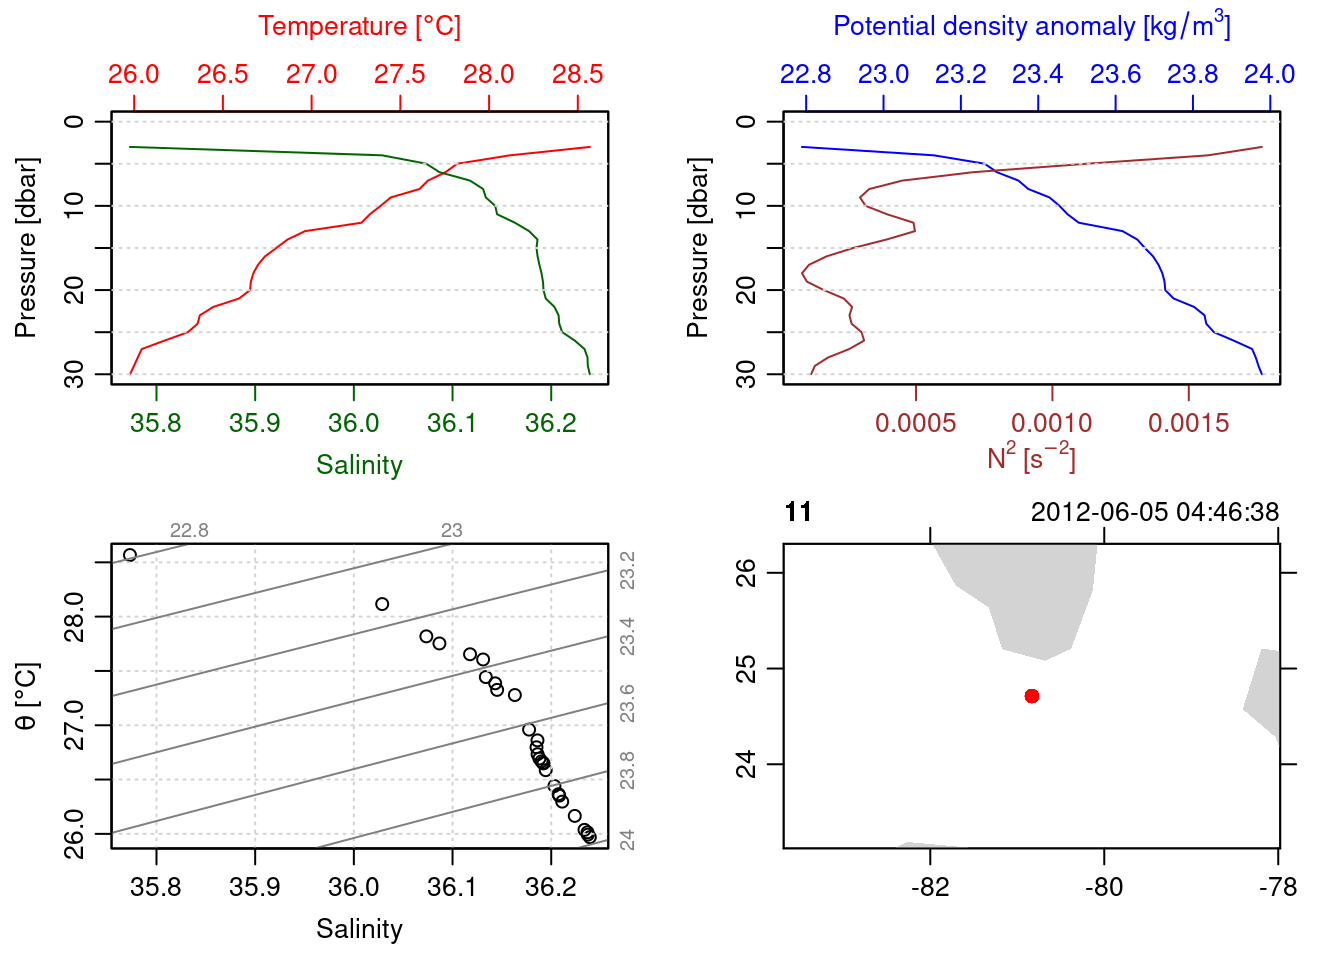 Temperature [°C]
26.0 26.5 27.0 27.5 28.0 28.5
Pressure [dbar]
0 10 20 30
35.8 35.9 36.0 36.1 36.2
Salinity
Potential density anomaly [kg/m³]
22.8 23.0 23.2 23.4 23.6 23.8 24.0
Pressure [dbar]
0 10 20 30
0.0005 0.0010 0.0015
N² [s⁻²]
22.8 23
23.2
23.4
23.6
23.8
24
θ [°C]
28.0
27.0
26.0
35.8 35.9 36.0 36.1 36.2
Salinity
11 2012-06-05 04:46:38
26
25
24
-82 -80 -78